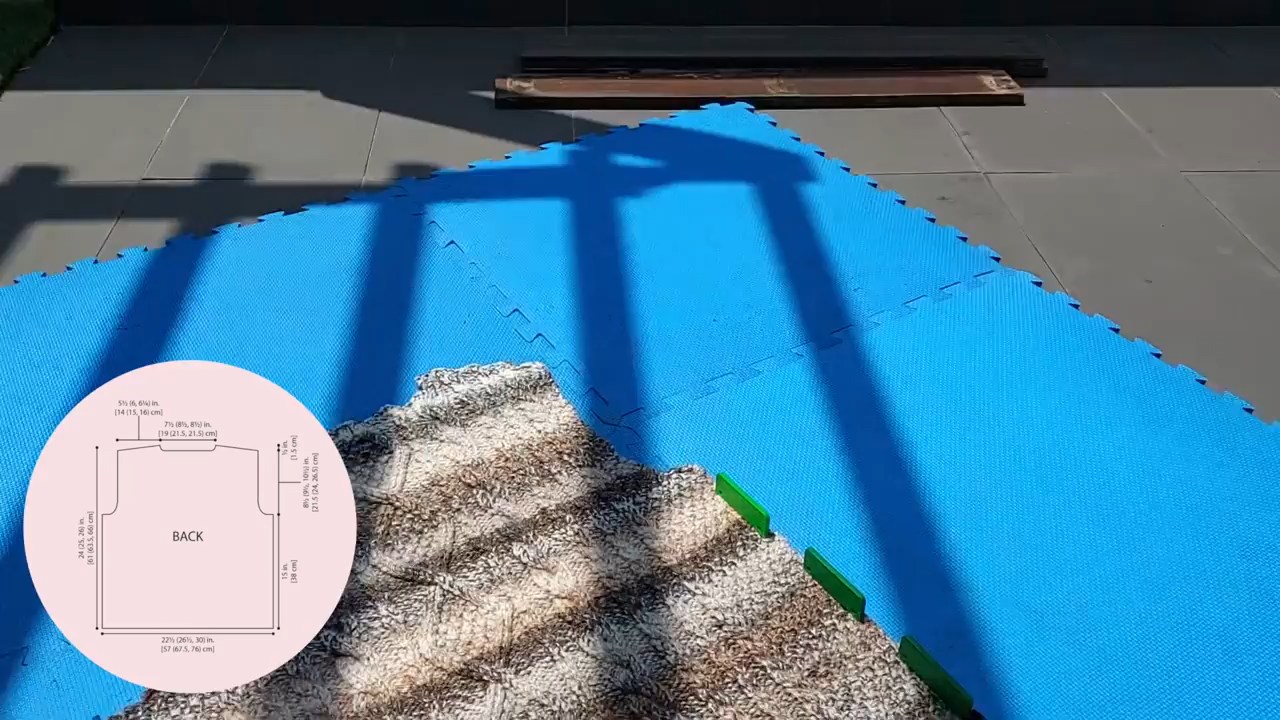 5½ (6, 6¼) in.
[14 (15, 16) cm]
7½ (8½, 8½) in.
[19 (21.5, 21.5) cm]
½ in.
[1.5 cm]
8½ (9½, 10½) in.
[21.5 (24, 26.5) cm]
BACK
24 (25, 26) in.
[61 (63.5, 66) cm]
15 in.
[38 cm]
22½ (26½, 30) in.
[57 (67.5, 76) cm]